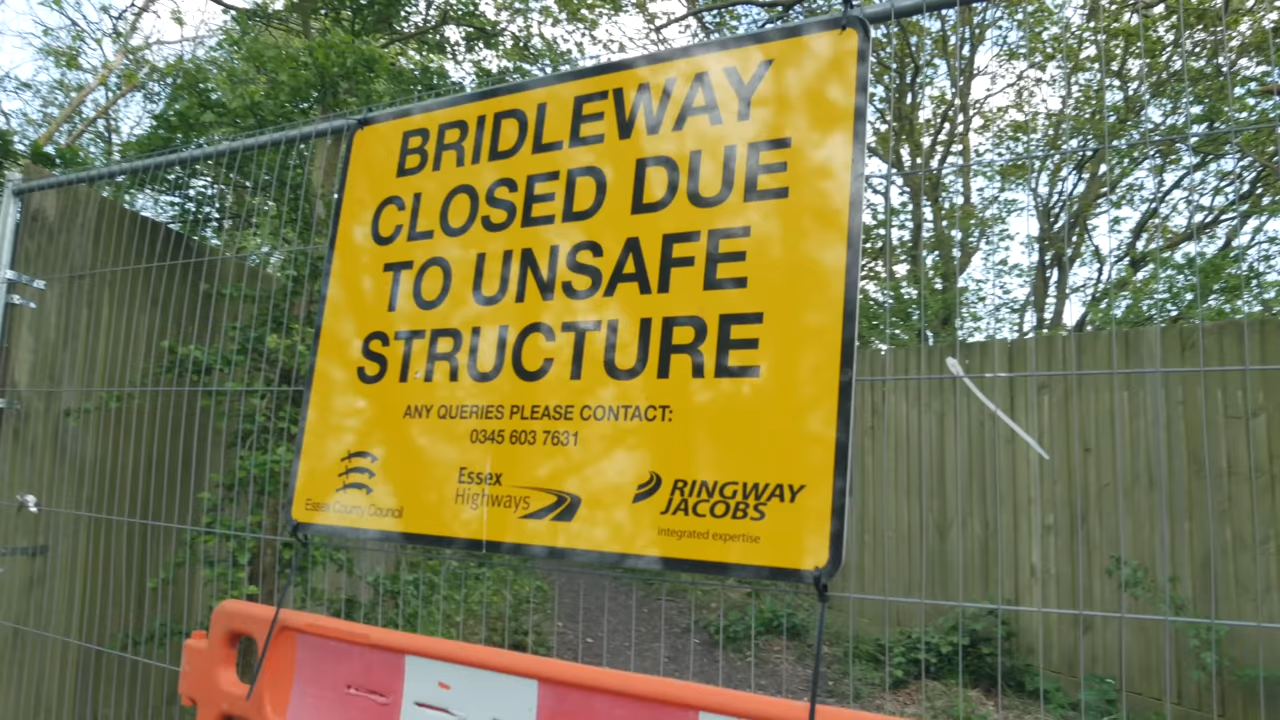 BRIDLEWAY
CLOSED DUE
TO UNSAFE
STRUCTURE
ANY QUERIES PLEASE CONTACT:
0345 603 7631
Essex County Council
Essex
Highways
RINGWAY
JACOBS
integrated expertise